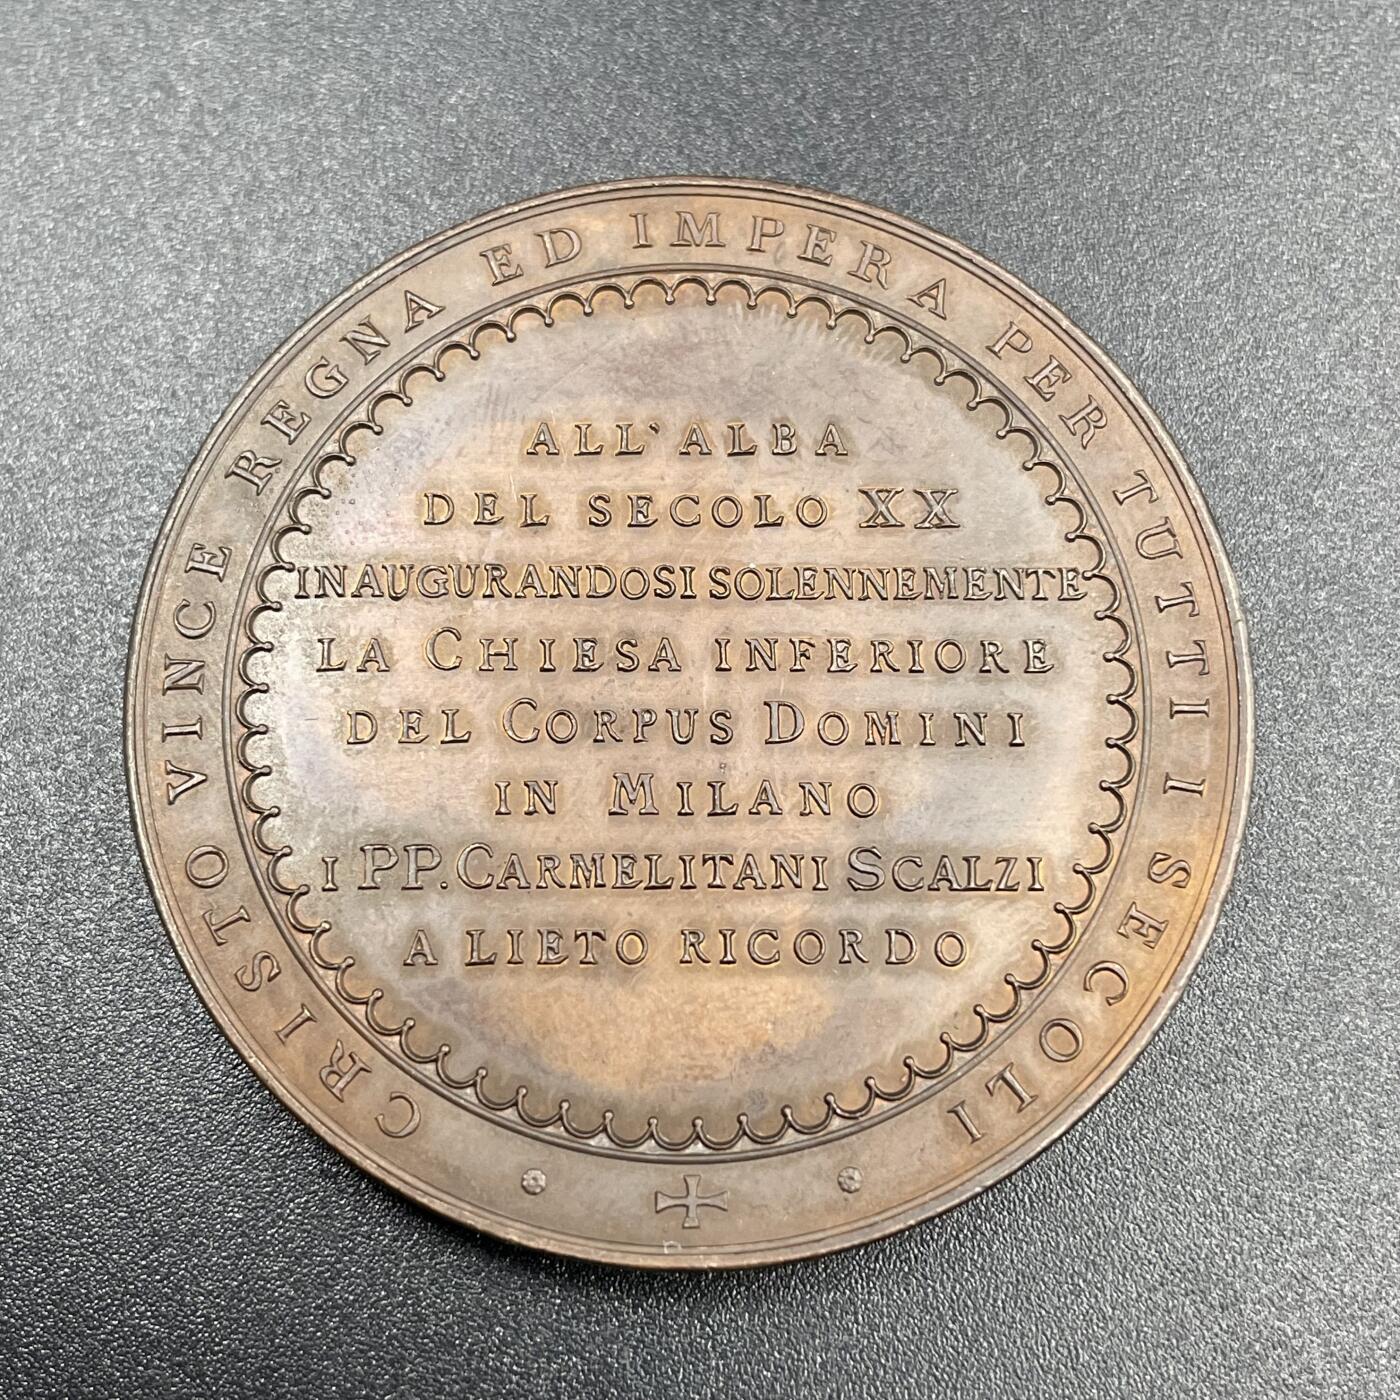 CRISTO VINCE REGNA ED IMPERA PER TUTTI I SECOLI
ALL'ALBA
DEL SECOLO XX
INAUGURANDOSI SOLENNEMENTE
LA CHIESA INFERIORE
DEL CORPUS DOMINI
IN MILANO
I PP. CARMELITANI SCALZI
A LIETO RICORDO